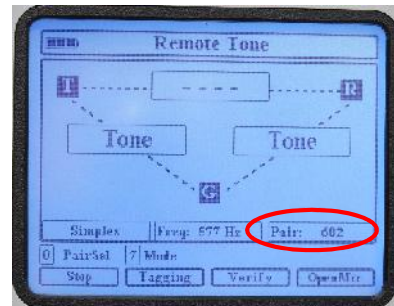 Remote Tone
T ---- R
Tone Tone
G
Simplex Freq: 577 Hz Pair: 602
0 PairSel 7 Mode
Stop Tagging Verify OpenMtr